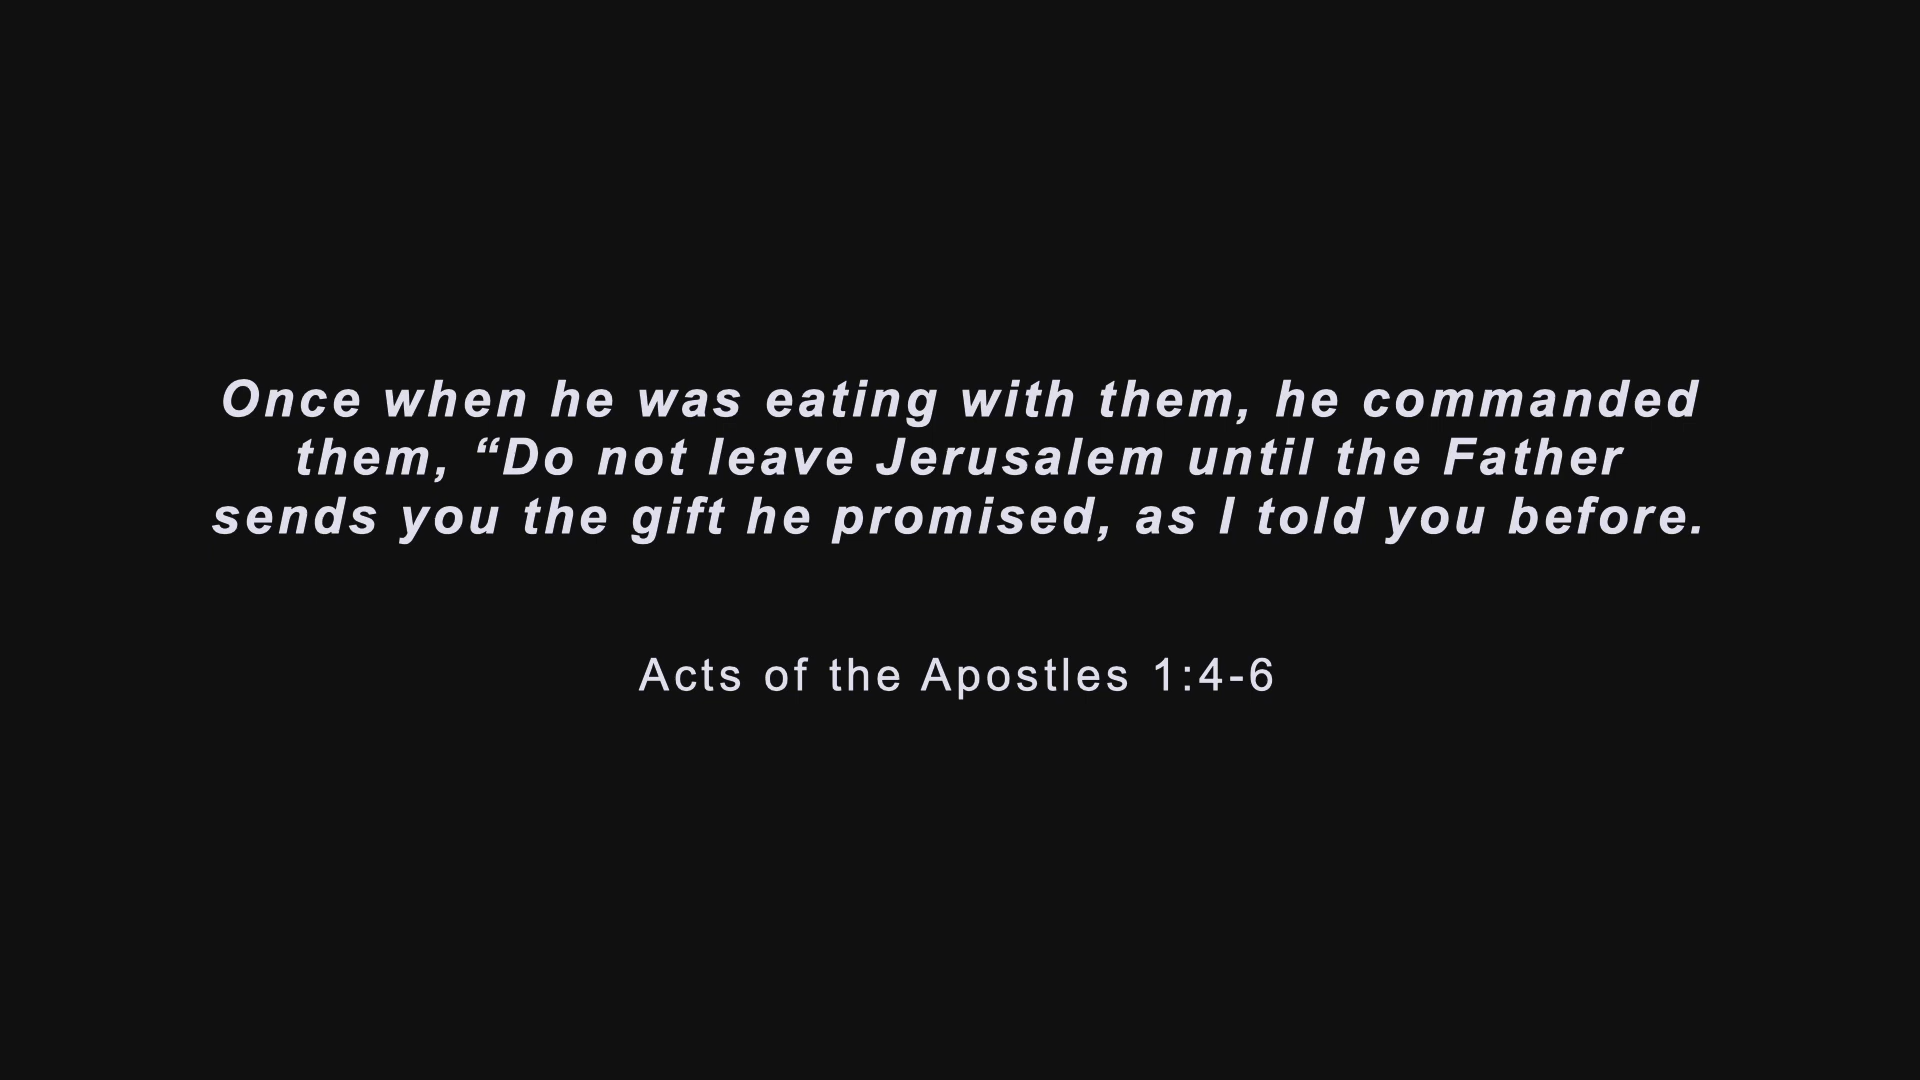 Once when he was eating with them, he commanded
them, “Do not leave Jerusalem until the Father
sends you the gift he promised, as I told you before.
Acts of the Apostles 1:4-6